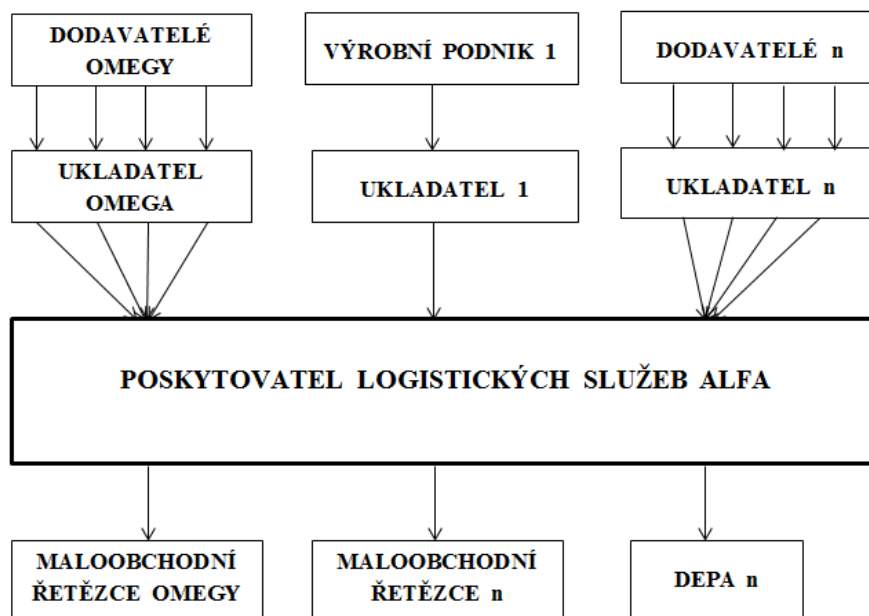 DODAVATELÉ
OMEGY
VÝROBNÍ PODNIK 1
DODAVATELÉ n
UKLADATEL
OMEGA
UKLADATEL 1
UKLADATEL n
POSKYTOVATEL LOGISTICKÝCH SLUŽEB ALFA
MALOOBCHODNÍ
ŘETĚZCE OMEGY
MALOOBCHODNÍ
ŘETĚZCE n
DEPA n